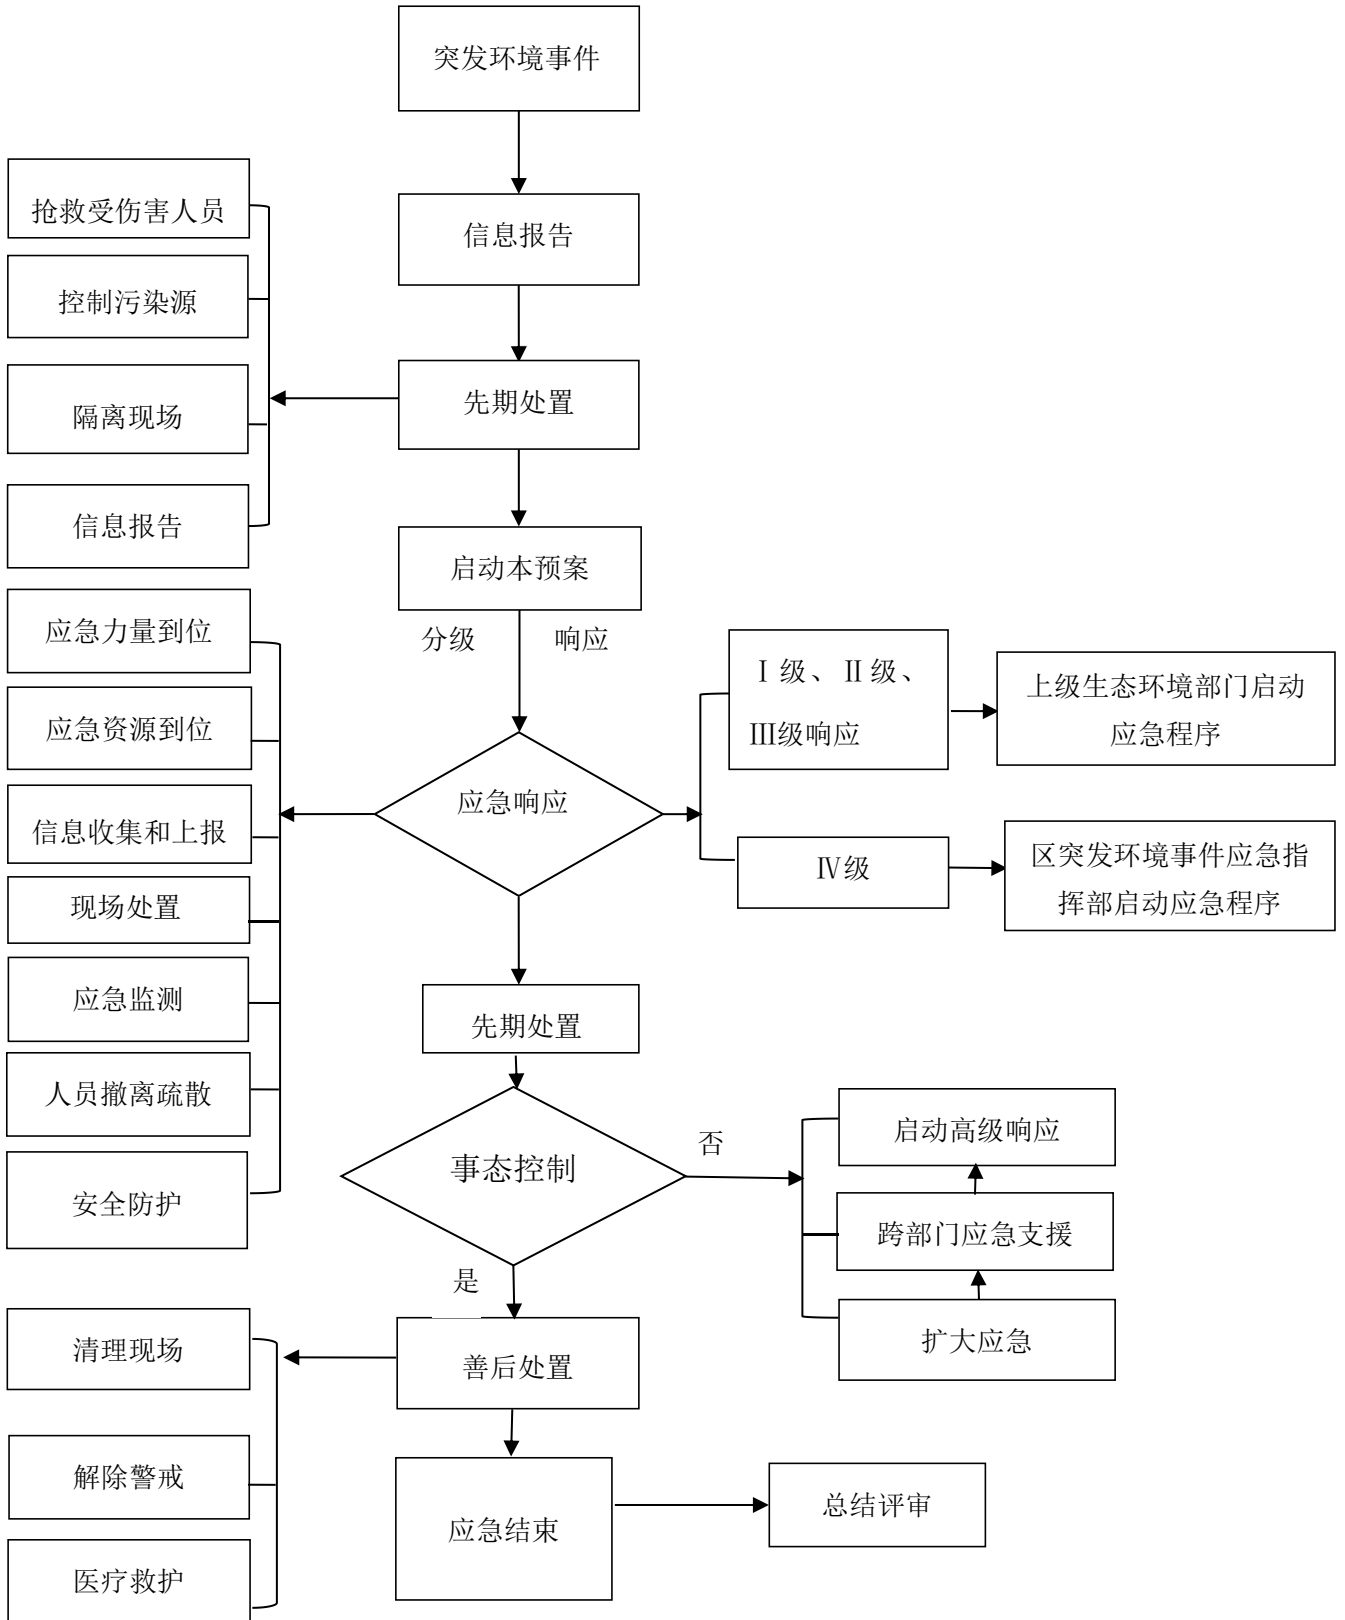 突发环境事件
信息报告
先期处置
抢救受伤害人员
控制污染源
隔离现场
信息报告
启动本预案
分级 响应
应急响应
应急力量到位
应急资源到位
信息收集和上报
现场处置
应急监测
人员撤离疏散
安全防护
Ⅰ级、Ⅱ级、
Ⅲ级响应
上级生态环境部门启动
应急程序
Ⅳ级
区突发环境事件应急指
挥部启动应急程序
先期处置
事态控制
否
启动高级响应
跨部门应急支援
扩大应急
是
善后处置
清理现场
解除警戒
医疗救护
应急结束
总结评审